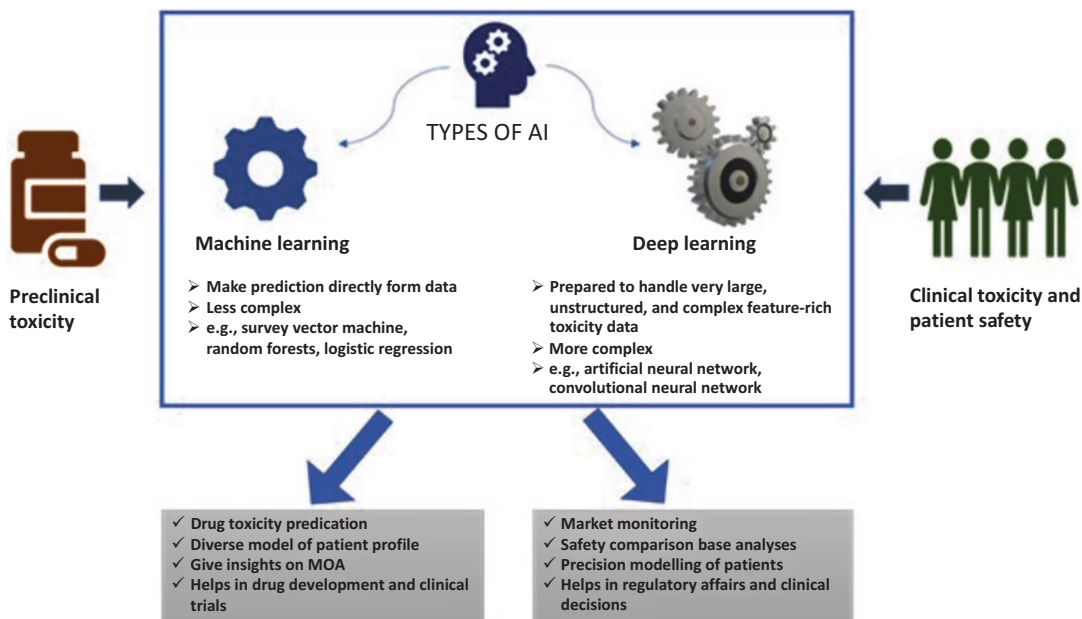 TYPES OF AI
Machine learning
➢ Make prediction directly form data
➢ Less complex
➢ e.g., survey vector machine,
random forests, logistic regression
Deep learning
➢ Prepared to handle very large,
unstructured, and complex feature-rich
toxicity data
➢ More complex
➢ e.g., artificial neural network,
convolutional neural network
Preclinical
toxicity
Clinical toxicity and
patient safety
✓ Drug toxicity predication
✓ Diverse model of patient profile
✓ Give insights on MOA
✓ Helps in drug development and clinical
trials
✓ Market monitoring
✓ Safety comparison base analyses
✓ Precision modelling of patients
✓ Helps in regulatory affairs and clinical
decisions